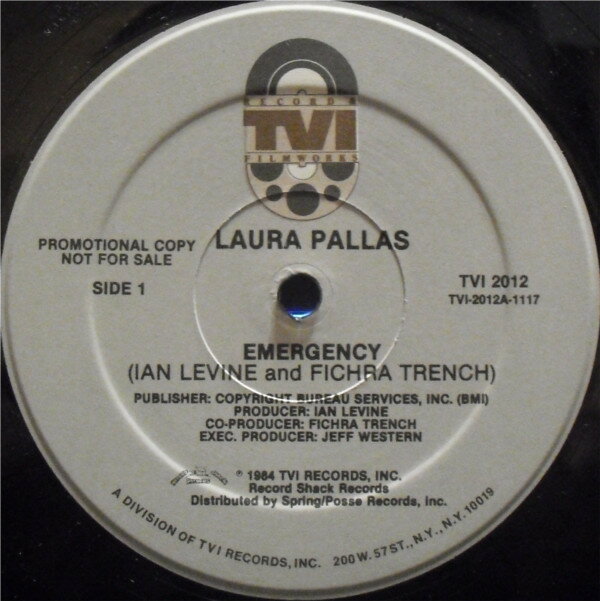 RECORDS &
TVI
FILMWORKS
LAURA PALLAS
PROMOTIONAL COPY
NOT FOR SALE
SIDE 1
TVI 2012
TVI-2012A-1117
EMERGENCY
(IAN LEVINE and FICHRA TRENCH)
PUBLISHER: COPYRIGHT BUREAU SERVICES, INC. (BMI)
PRODUCER: IAN LEVINE
CO-PRODUCER: FICHRA TRENCH
EXEC. PRODUCER: JEFF WESTERN
℗ 1984 TVI RECORDS, INC.
Record Shack Records
Distributed by Spring/Posse Records, Inc.
A DIVISION OF TVI RECORDS, INC. 200 W. 57 ST., N.Y., N.Y. 10019